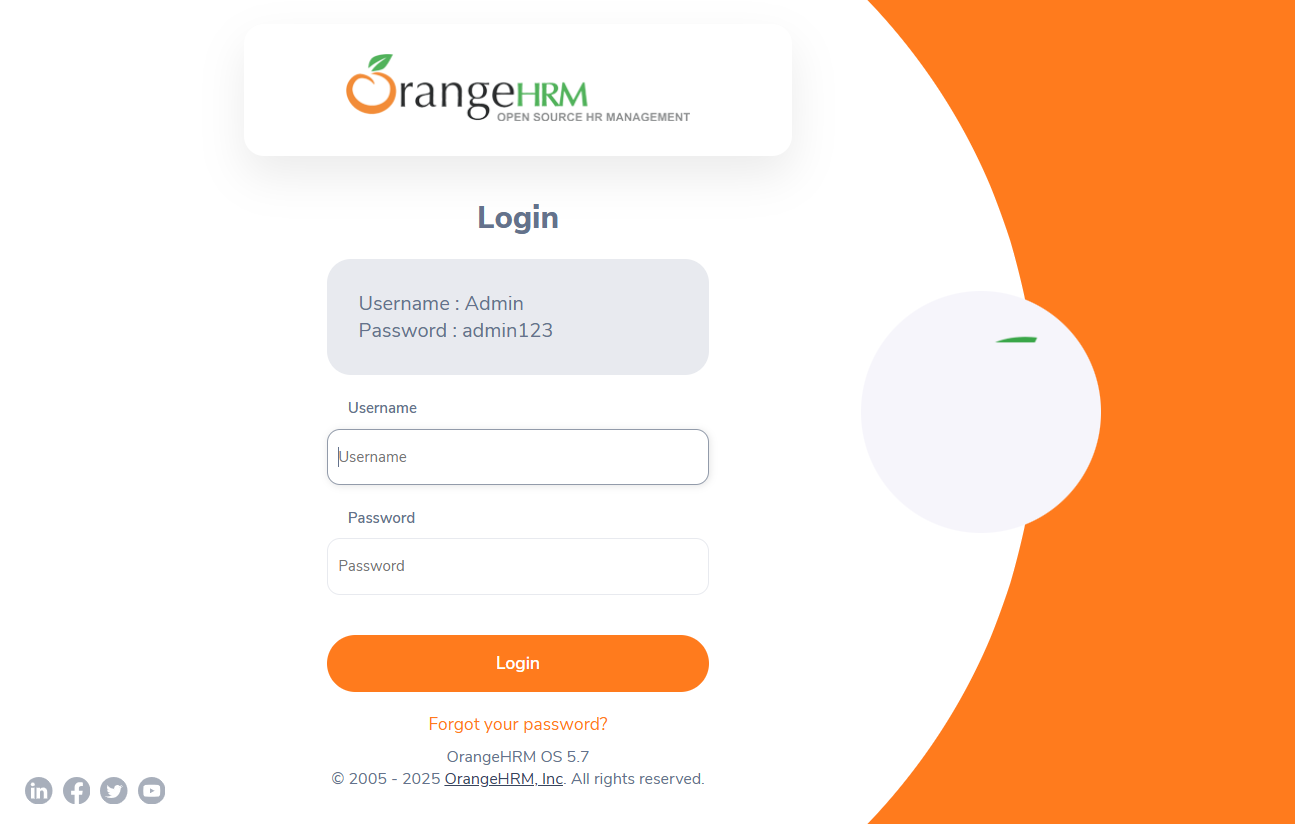 OrangeHRM
OPEN SOURCE HR MANAGEMENT
Login
Username : Admin
Password : admin123
Username
Username
Password
Password
Login
Forgot your password?
OrangeHRM OS 5.7
© 2005 - 2025 OrangeHRM, Inc. All rights reserved.